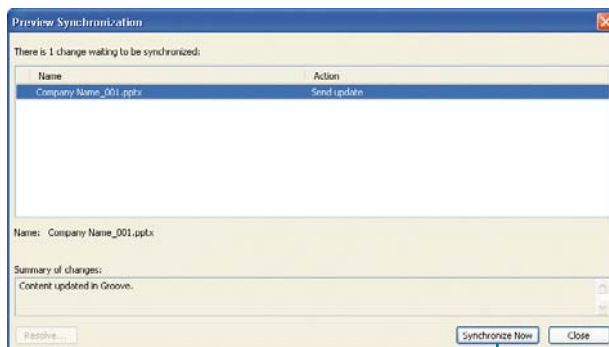 Preview Synchronization
There is 1 change waiting to be synchronized:
Name Action
Company Name_001.pptx Send update
Name: Company Name_001.pptx
Summary of changes:
Content updated in Groove.
Resolve... Synchronize Now Close